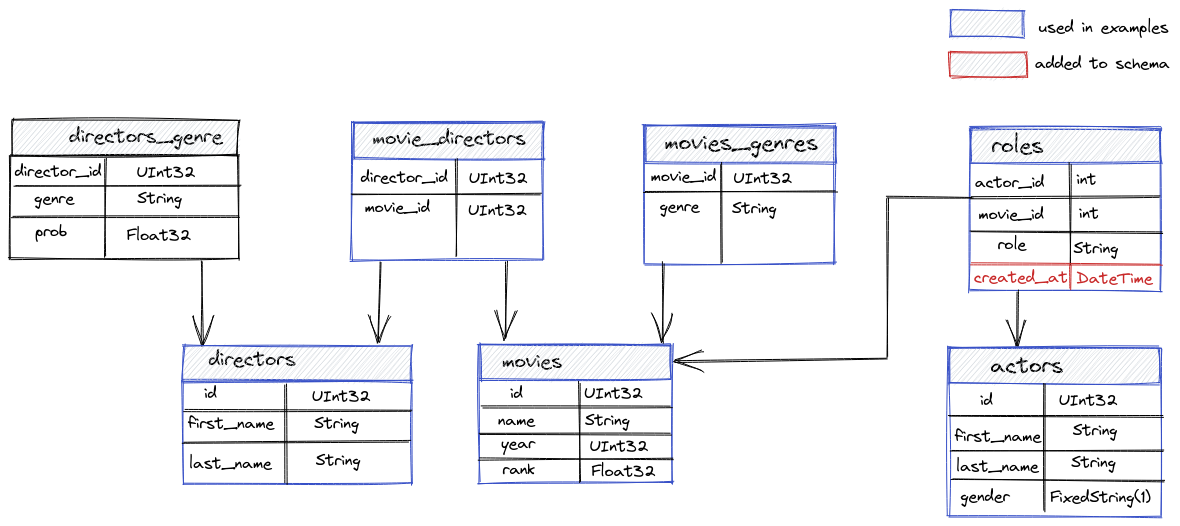 used in examples
added to schema
directors_genre
director_id UInt32
genre String
prob Float32
movie_directors
director_id UInt32
movie_id UInt32
movies_genres
movie_id UInt32
genre String
roles
actor_id int
movie_id int
role String
created_at DateTime
directors
id UInt32
first_name String
last_name String
movies
id UInt32
name String
year UInt32
rank Float32
actors
id UInt32
first_name String
last_name String
gender FixedString(1)